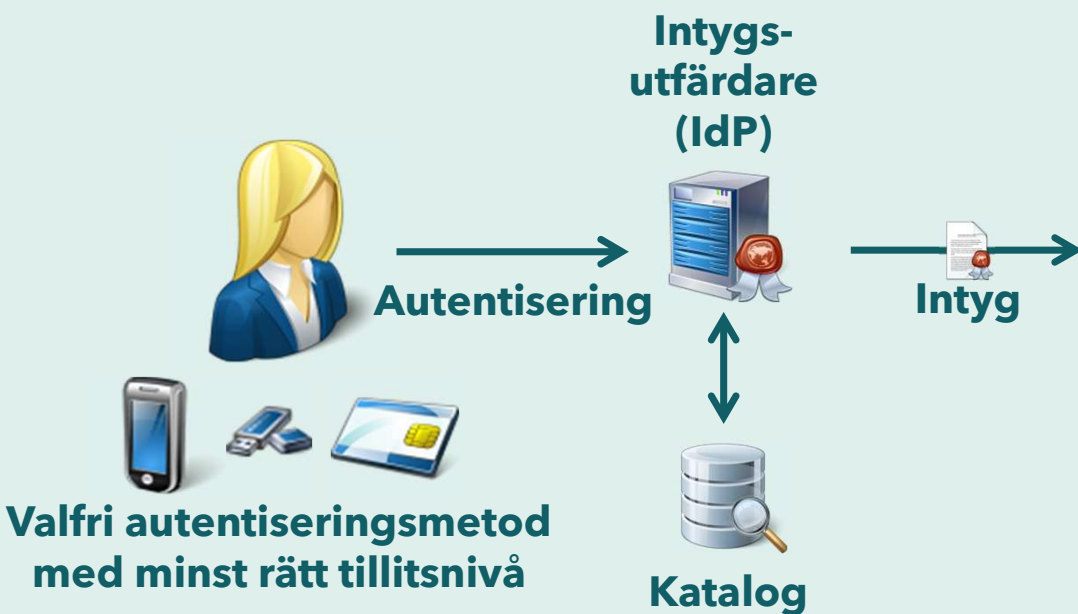 Intygs-
utfärdare
(IdP)
Autentisering
Intyg
Valfri autentiseringsmetod
med minst rätt tillitsnivå
Katalog